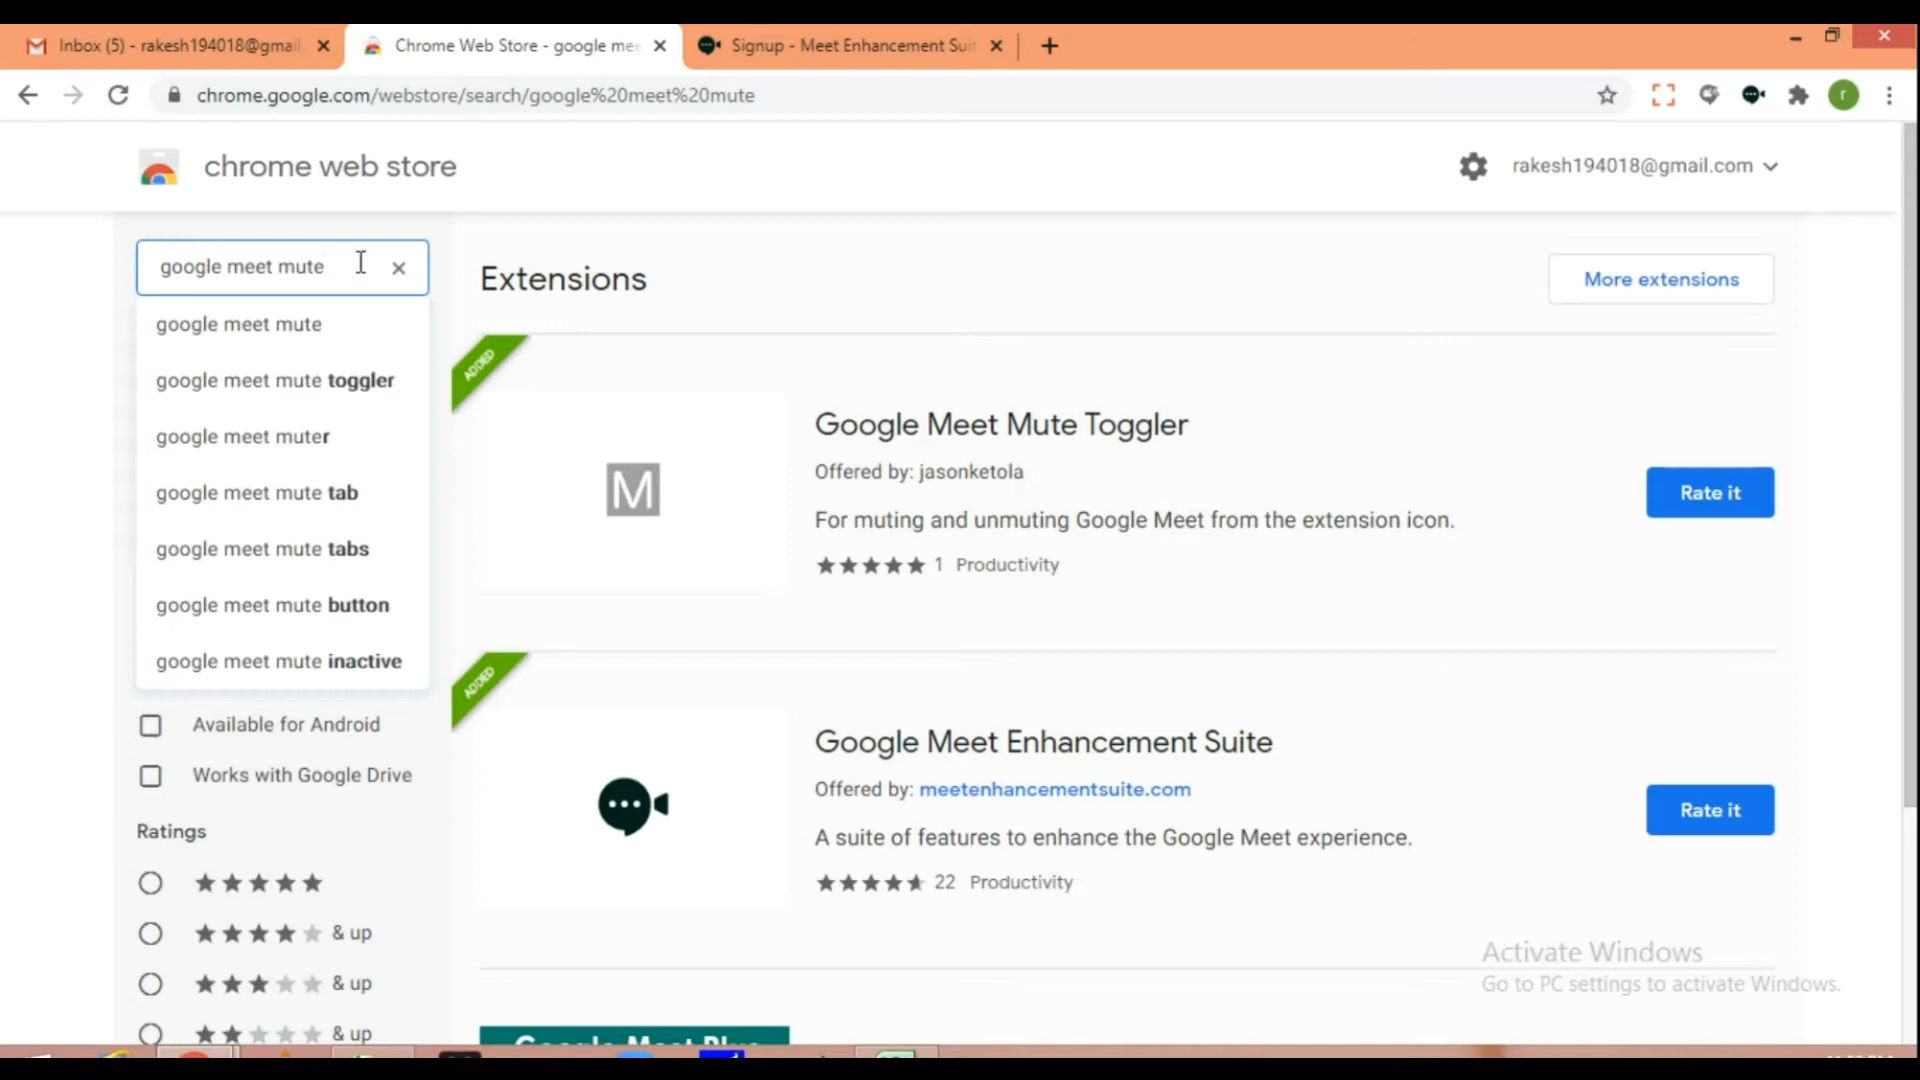 Inbox (5) - rakesh194018@gmai
Chrome Web Store - google mee
Signup - Meet Enhancement Sui
chrome.google.com/webstore/search/google%20meet%20mute
r
chrome web store
rakesh194018@gmail.com
google meet mute
google meet mute
google meet mute toggler
google meet muter
google meet mute tab
google meet mute tabs
google meet mute button
google meet mute inactive
Available for Android
Works with Google Drive
Ratings
& up
& up
& up
Extensions
More extensions
ADDED
M
Google Meet Mute Toggler
Offered by: jasonketola
For muting and unmuting Google Meet from the extension icon.
1 Productivity
Rate it
ADDED
Google Meet Enhancement Suite
Offered by: meetenhancementsuite.com
A suite of features to enhance the Google Meet experience.
22 Productivity
Rate it
Activate Windows
Go to PC settings to activate Windows.
Google Meet Plus